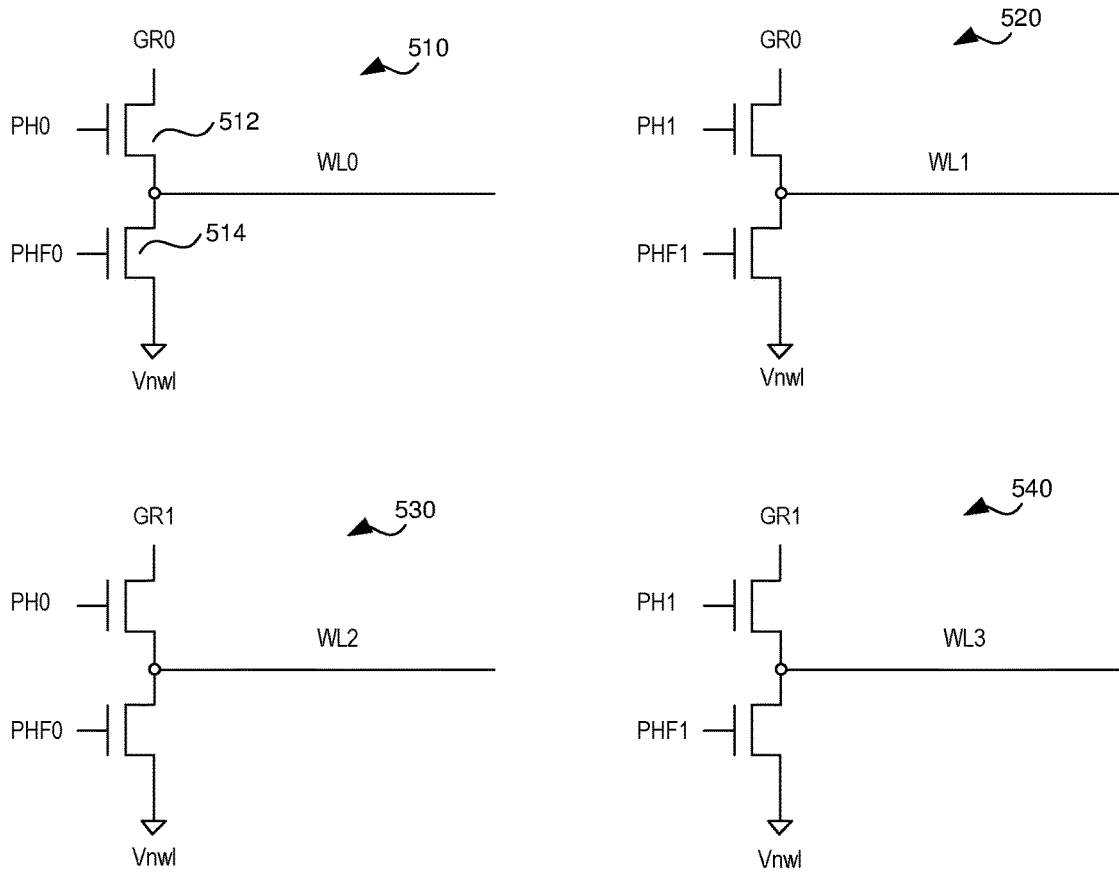 GR0
510
PH0
512
WL0
PHF0
514
Vnwl
GR0
520
PH1
WL1
PHF1
Vnwl
GR1
530
PH0
WL2
PHF0
Vnwl
GR1
540
PH1
WL3
PHF1
Vnwl